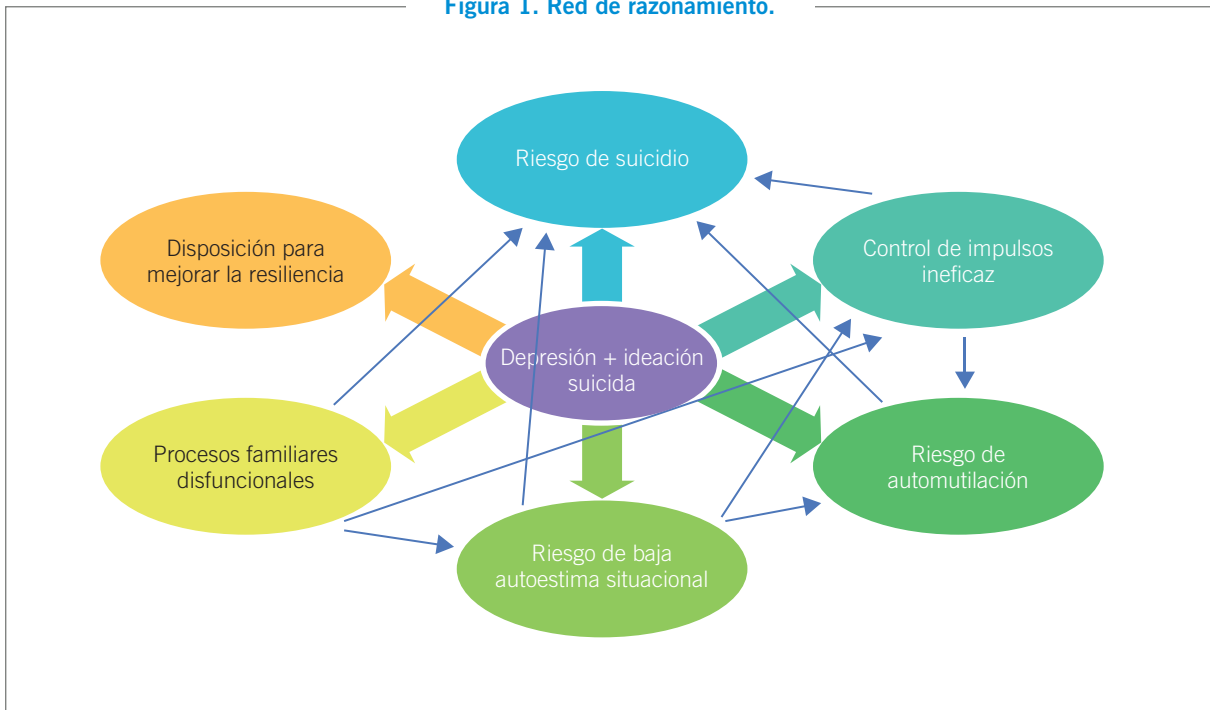 Figura 1. Red de razonamiento.
Riesgo de suicidio
Disposición para
mejorar la resiliencia
Control de impulsos
ineficaz
Depresión + ideación
suicida
Procesos familiares
disfuncionales
Riesgo de
automutilación
Riesgo de baja
autoestima situacional